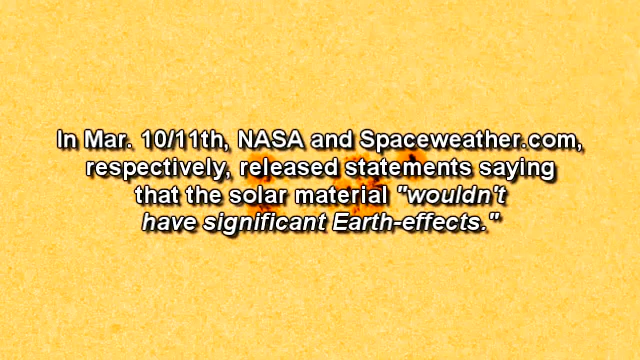 In Mar. 10/11th, NASA and Spaceweather.com,
respectively, released statements saying
that the solar material "wouldn't
have significant Earth-effects."